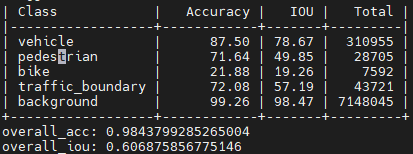 | Class | Accuracy | IOU | Total |
| vehicle | 87.50 | 78.67 | 310955 |
| pedestrian | 71.64 | 49.85 | 28705 |
| bike | 21.88 | 19.26 | 7592 |
| traffic_boundary | 72.08 | 57.19 | 43721 |
| background | 99.26 | 98.47 | 7148045 |
overall_acc: 0.9843799285265004
overall_iou: 0.606875856775146